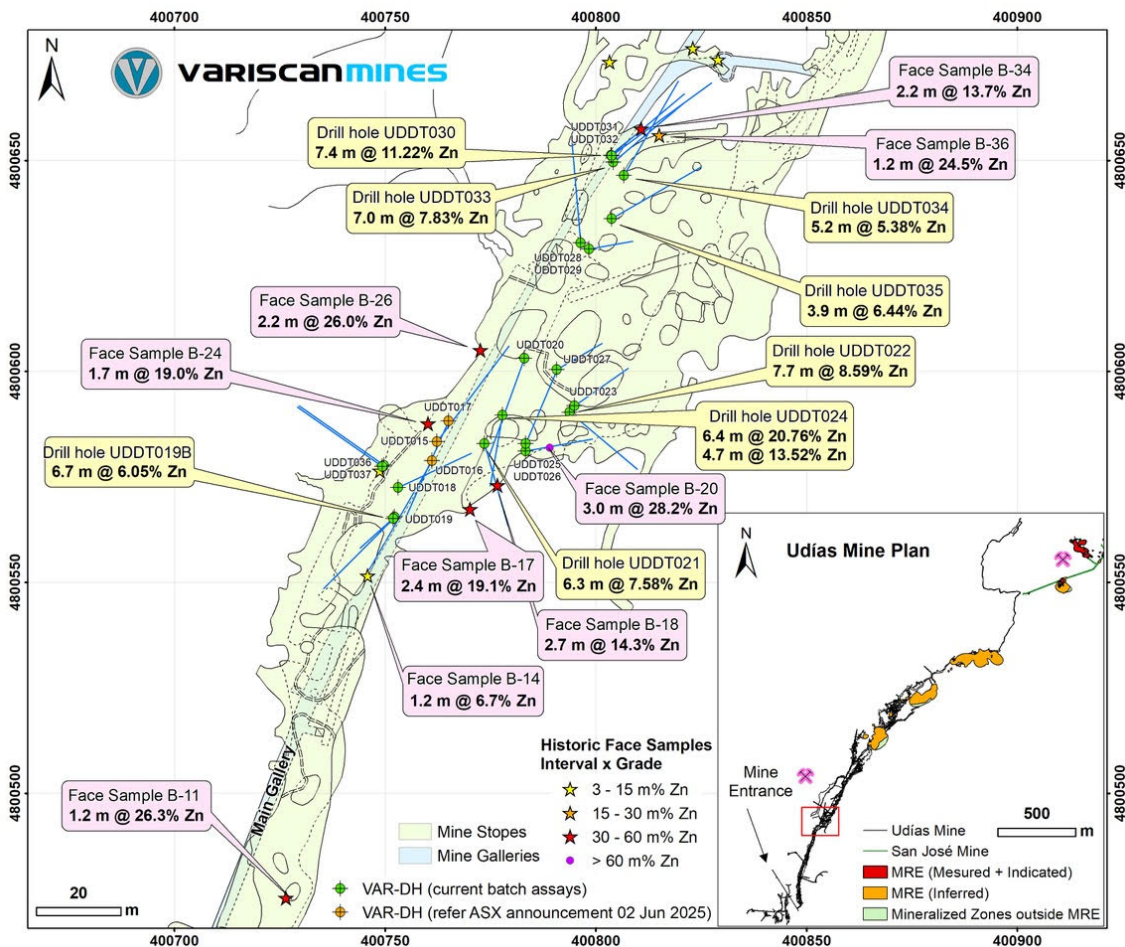 400700
400750
400800
400850
400900
N
VARISCANMINES
Face Sample B-34
2.2 m @ 13.7% Zn
UDDT031
UDDT032
Drill hole UDDT030
7.4 m @ 11.22% Zn
Face Sample B-36
1.2 m @ 24.5% Zn
4800650
4800650
Drill hole UDDT033
7.0 m @ 7.83% Zn
Drill hole UDDT034
5.2 m @ 5.38% Zn
UDDT028
UDDT029
Drill hole UDDT035
3.9 m @ 6.44% Zn
Face Sample B-26
2.2 m @ 26.0% Zn
Face Sample B-24
1.7 m @ 19.0% Zn
UDDT020
UDDT027
Drill hole UDDT022
7.7 m @ 8.59% Zn
4800600
4800600
UDDT023
UDDT017
Drill hole UDDT024
6.4 m @ 20.76% Zn
4.7 m @ 13.52% Zn
UDDT015
Drill hole UDDT019B
6.7 m @ 6.05% Zn
UDDT036
UDDT037
UDDT016
UDDT025
UDDT026
UDDT018
Face Sample B-20
3.0 m @ 28.2% Zn
UDDT019
Face Sample B-17
2.4 m @ 19.1% Zn
Drill hole UDDT021
6.3 m @ 7.58% Zn
4800550
4800550
Face Sample B-18
2.7 m @ 14.3% Zn
Face Sample B-14
1.2 m @ 6.7% Zn
Main Gallery
Face Sample B-11
1.2 m @ 26.3% Zn
4800500
4800500
Historic Face Samples
Interval x Grade
3 - 15 m% Zn
15 - 30 m% Zn
30 - 60 m% Zn
> 60 m% Zn
Mine Stopes
Mine Galleries
VAR-DH (current batch assays)
VAR-DH (refer ASX announcement 02 Jun 2025)
20
m
N
Udías Mine Plan
Mine
Entrance
500
m
Udías Mine
San José Mine
MRE (Mesured + Indicated)
MRE (Inferred)
Mineralized Zones outside MRE
400700
400750
400800
400850
400900